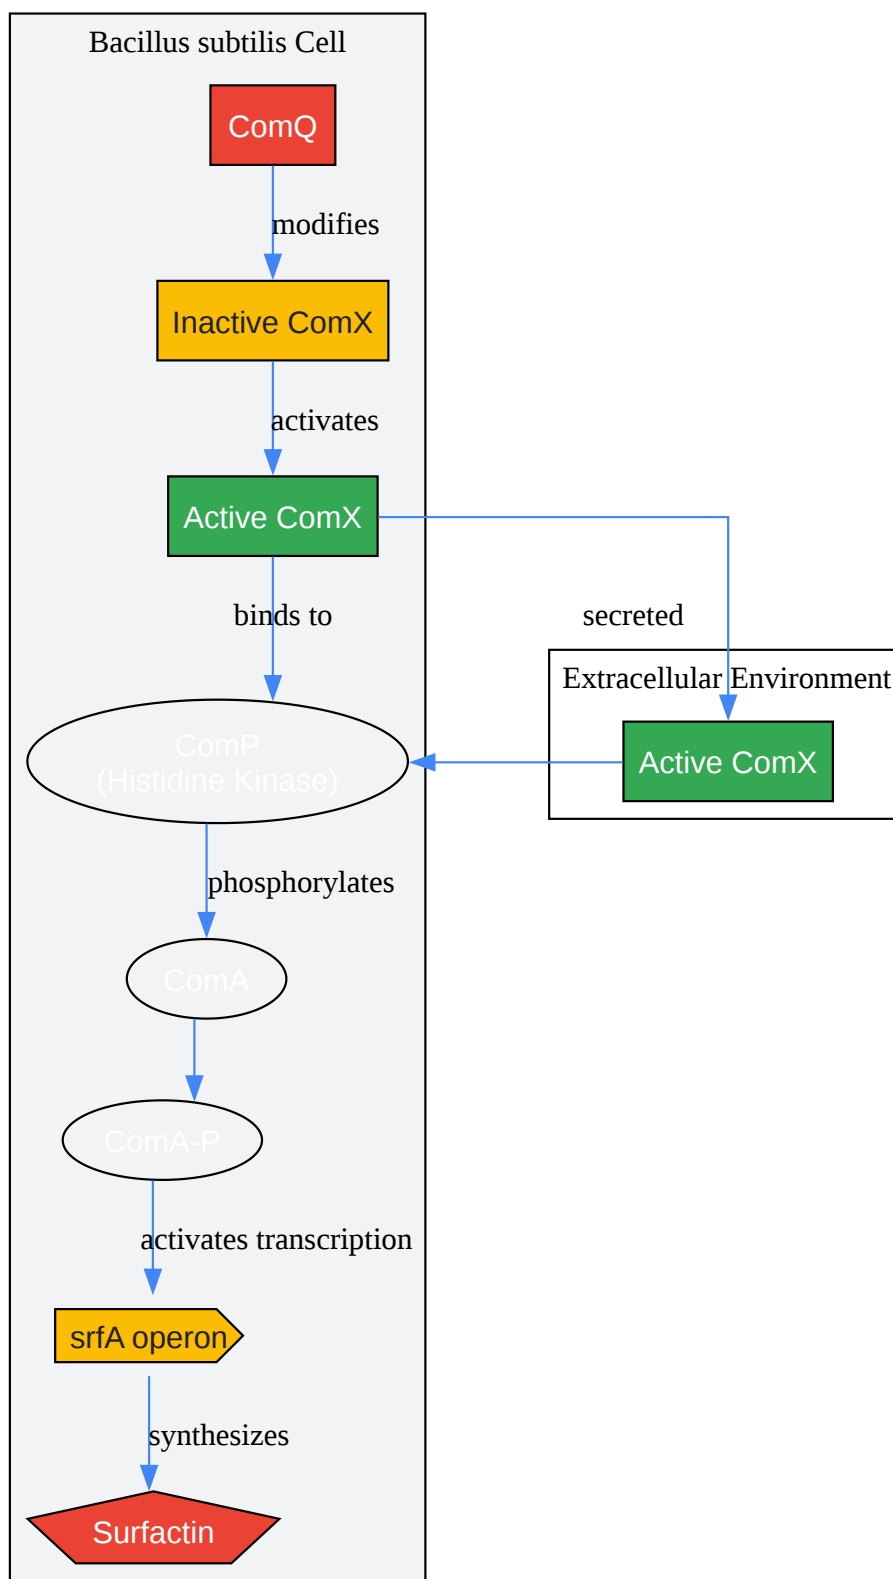 Bacillus subtilis Cell
ComQ
modifies
Inactive ComX
activates
Active ComX
binds to
secreted
Extracellular Environment
ComP
(Histidine Kinase)
Active ComX
phosphorylates
ComA
ComA-P
activates transcription
srfA operon
synthesizes
Surfactin